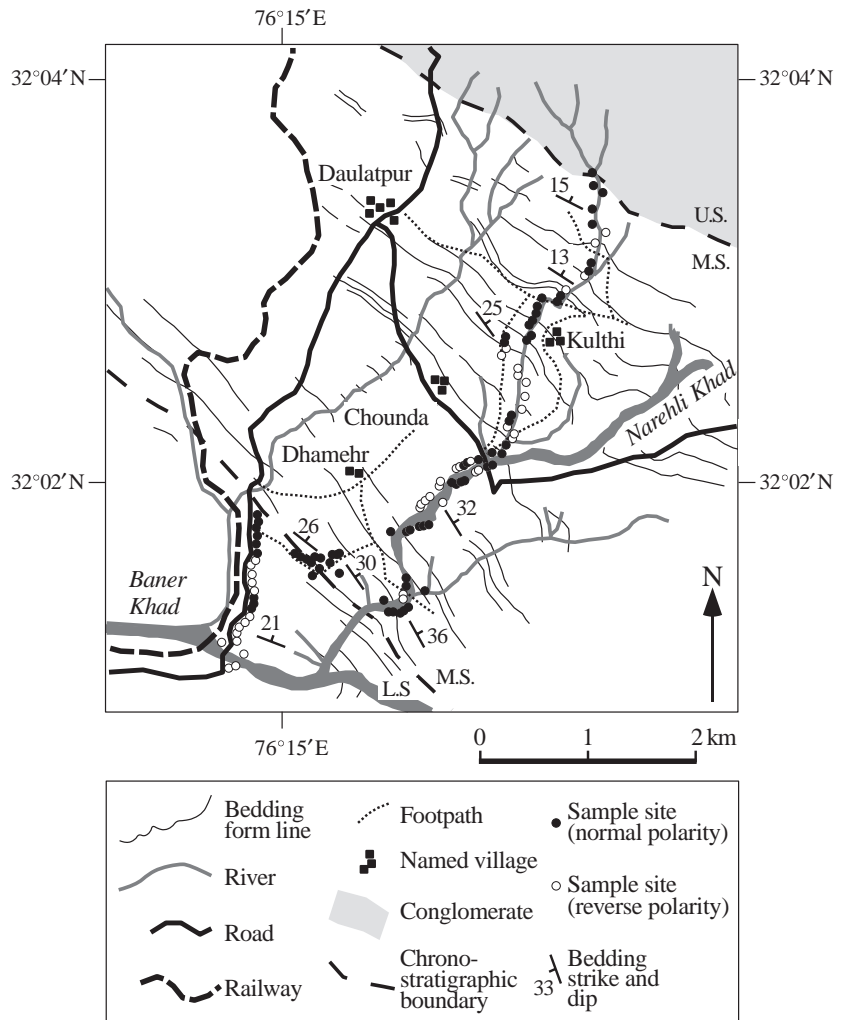 76°15′E
32°04′N
32°04′N
Daulatpur
15
U.S.
M.S.
13
25
Kulthi
Narehli Khad
Chounda
Dhamehr
32°02′N
32°02′N
32
26
30
Baner
Khad
N
21
36
M.S.
L.S
76°15′E
0
1
2 km
Bedding
form line
River
Road
Railway
Footpath
Named village
Conglomerate
Chrono-
stratigraphic
boundary
Sample site
(normal polarity)
Sample site
(reverse polarity)
33
Bedding
strike and
dip